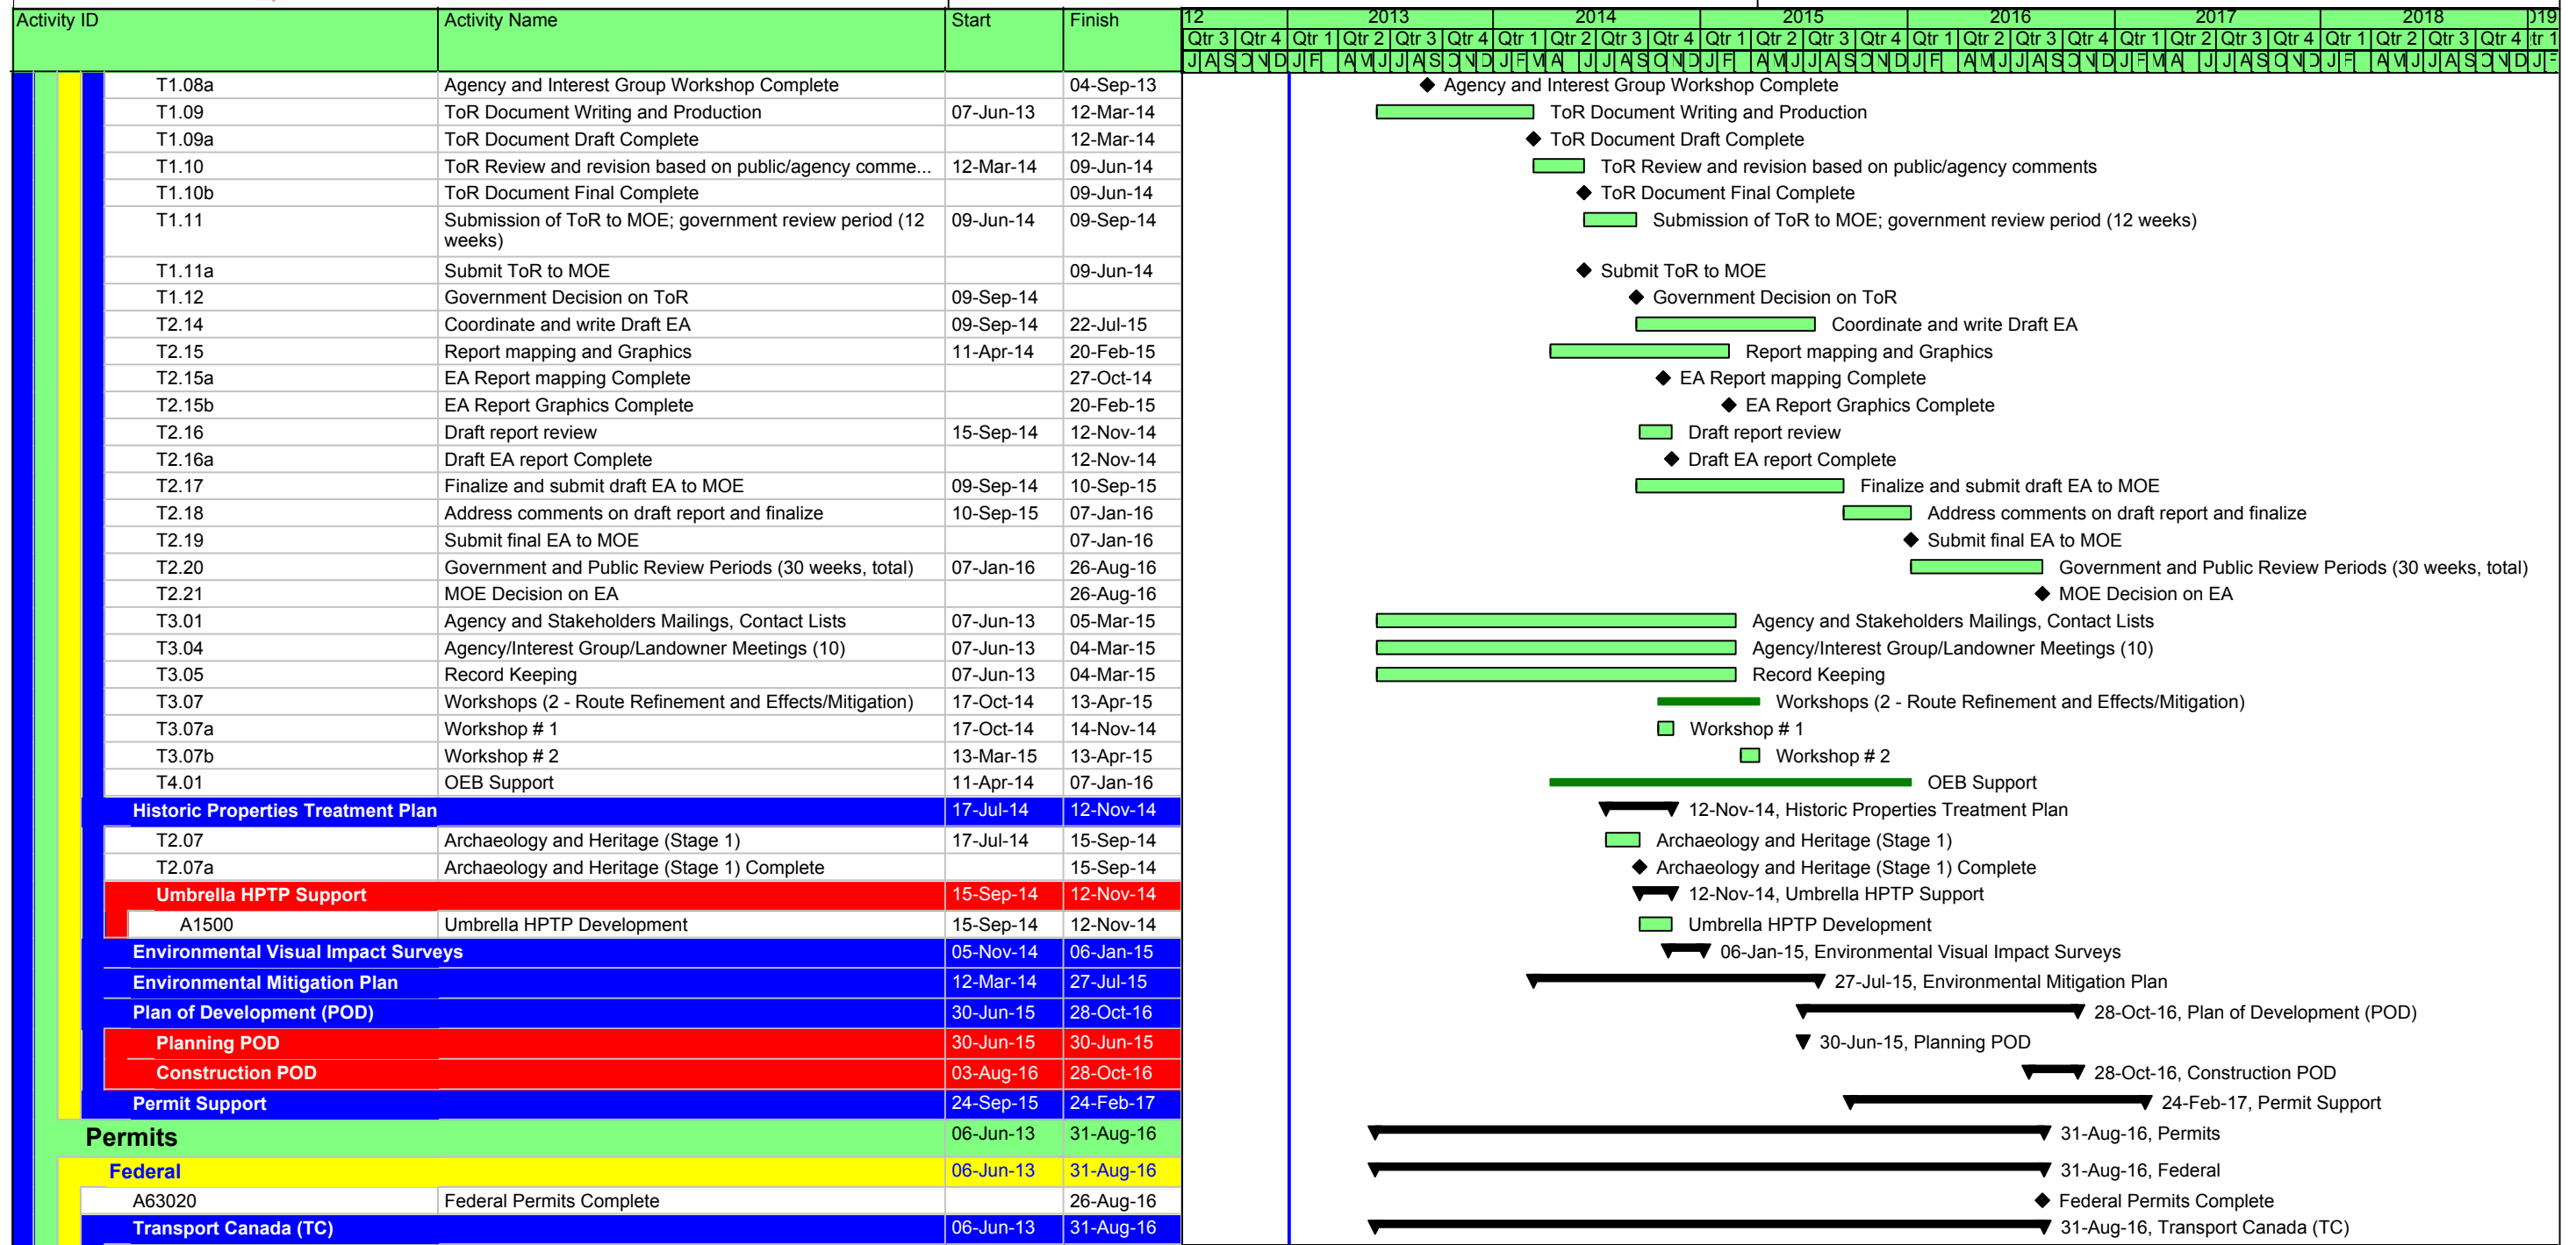 Activity ID Activity Name Start Finish 12 2013 2014 2015 2016 2017 2018 019
Qtr 3 Qtr 4 Qtr 1 Qtr 2 Qtr 3 Qtr 4 Qtr 1 Qtr 2 Qtr 3 Qtr 4 Qtr 1 Qtr 2 Qtr 3 Qtr 4 Qtr 1 Qtr 2 Qtr 3 Qtr 4 Qtr 1 Qtr 2 Qtr 3 Qtr 4 Qtr 1 Qtr 2 Qtr 3 Qtr 4 tr 1
J A S O N D J F A M J J A S O N D J F M A J J A S O N D J F A M J J A S O N D J F A M J J A S O N D J F M A J J A S O N D J F A M J J A S O N D J F
T1.08a Agency and Interest Group Workshop Complete 04-Sep-13 Agency and Interest Group Workshop Complete
T1.09 ToR Document Writing and Production 07-Jun-13 12-Mar-14 ToR Document Writing and Production
T1.09a ToR Document Draft Complete 12-Mar-14 ToR Document Draft Complete
T1.10 ToR Review and revision based on public/agency comme... 12-Mar-14 09-Jun-14 ToR Review and revision based on public/agency comments
T1.10b ToR Document Final Complete 09-Jun-14 ToR Document Final Complete
T1.11 Submission of ToR to MOE; government review period (12 09-Jun-14 09-Sep-14 Submission of ToR to MOE; government review period (12 weeks)
weeks)
T1.11a Submit ToR to MOE 09-Jun-14 Submit ToR to MOE
T1.12 Government Decision on ToR 09-Sep-14 Government Decision on ToR
T2.14 Coordinate and write Draft EA 09-Sep-14 22-Jul-15 Coordinate and write Draft EA
T2.15 Report mapping and Graphics 11-Apr-14 20-Feb-15 Report mapping and Graphics
T2.15a EA Report mapping Complete 27-Oct-14 EA Report mapping Complete
T2.15b EA Report Graphics Complete 20-Feb-15 EA Report Graphics Complete
T2.16 Draft report review 15-Sep-14 12-Nov-14 Draft report review
T2.16a Draft EA report Complete 12-Nov-14 Draft EA report Complete
T2.17 Finalize and submit draft EA to MOE 09-Sep-14 10-Sep-15 Finalize and submit draft EA to MOE
T2.18 Address comments on draft report and finalize 10-Sep-15 07-Jan-16 Address comments on draft report and finalize
T2.19 Submit final EA to MOE 07-Jan-16 Submit final EA to MOE
T2.20 Government and Public Review Periods (30 weeks, total) 07-Jan-16 26-Aug-16 Government and Public Review Periods (30 weeks, total)
T2.21 MOE Decision on EA 26-Aug-16 MOE Decision on EA
T3.01 Agency and Stakeholders Mailings, Contact Lists 07-Jun-13 05-Mar-15 Agency and Stakeholders Mailings, Contact Lists
T3.04 Agency/Interest Group/Landowner Meetings (10) 07-Jun-13 04-Mar-15 Agency/Interest Group/Landowner Meetings (10)
T3.05 Record Keeping 07-Jun-13 04-Mar-15 Record Keeping
T3.07 Workshops (2 - Route Refinement and Effects/Mitigation) 17-Oct-14 13-Apr-15 Workshops (2 - Route Refinement and Effects/Mitigation)
T3.07a Workshop # 1 17-Oct-14 14-Nov-14 Workshop # 1
T3.07b Workshop # 2 13-Mar-15 13-Apr-15 Workshop # 2
T4.01 OEB Support 11-Apr-14 07-Jan-16 OEB Support
Historic Properties Treatment Plan 17-Jul-14 12-Nov-14 12-Nov-14, Historic Properties Treatment Plan
T2.07 Archaeology and Heritage (Stage 1) 17-Jul-14 15-Sep-14 Archaeology and Heritage (Stage 1)
T2.07a Archaeology and Heritage (Stage 1) Complete 15-Sep-14 Archaeology and Heritage (Stage 1) Complete
Umbrella HPTP Support 15-Sep-14 12-Nov-14 12-Nov-14, Umbrella HPTP Support
A1500 Umbrella HPTP Development 15-Sep-14 12-Nov-14 Umbrella HPTP Development
Environmental Visual Impact Surveys 05-Nov-14 06-Jan-15 06-Jan-15, Environmental Visual Impact Surveys
Environmental Mitigation Plan 12-Mar-14 27-Jul-15 27-Jul-15, Environmental Mitigation Plan
Plan of Development (POD) 30-Jun-15 28-Oct-16 28-Oct-16, Plan of Development (POD)
Planning POD 30-Jun-15 30-Jun-15 30-Jun-15, Planning POD
Construction POD 03-Aug-16 28-Oct-16 28-Oct-16, Construction POD
Permit Support 24-Sep-15 24-Feb-17 24-Feb-17, Permit Support
Permits 06-Jun-13 31-Aug-16 31-Aug-16, Permits
Federal 06-Jun-13 31-Aug-16 31-Aug-16, Federal
A63020 Federal Permits Complete 26-Aug-16 Federal Permits Complete
Transport Canada (TC) 06-Jun-13 31-Aug-16 31-Aug-16, Transport Canada (TC)